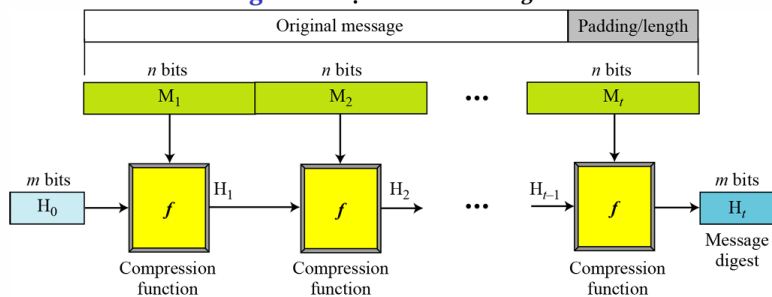 Original message
Padding/length
n bits
n bits
n bits
M1
M2
...
Mt
m bits
H0
f
H1
f
H2
...
Ht–1
f
m bits
Ht
Compression
function
Compression
function
Compression
function
Message
digest